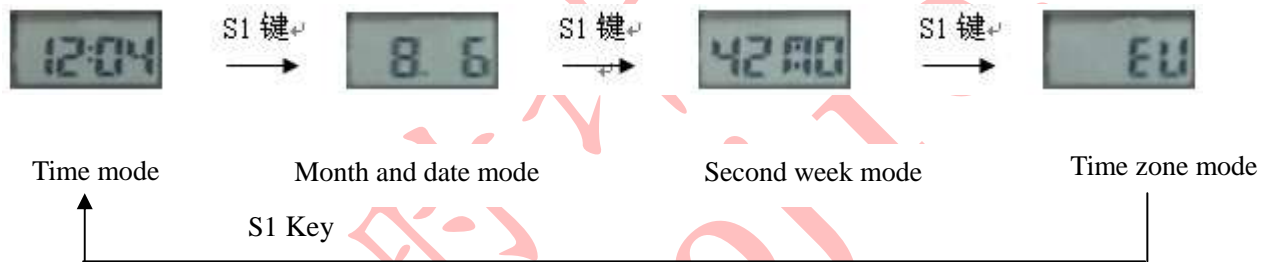 S1 键 S1 键 S1 键
12:04 8. 6 42 MO EU
Time mode Month and date mode Second week mode Time zone mode
S1 Key